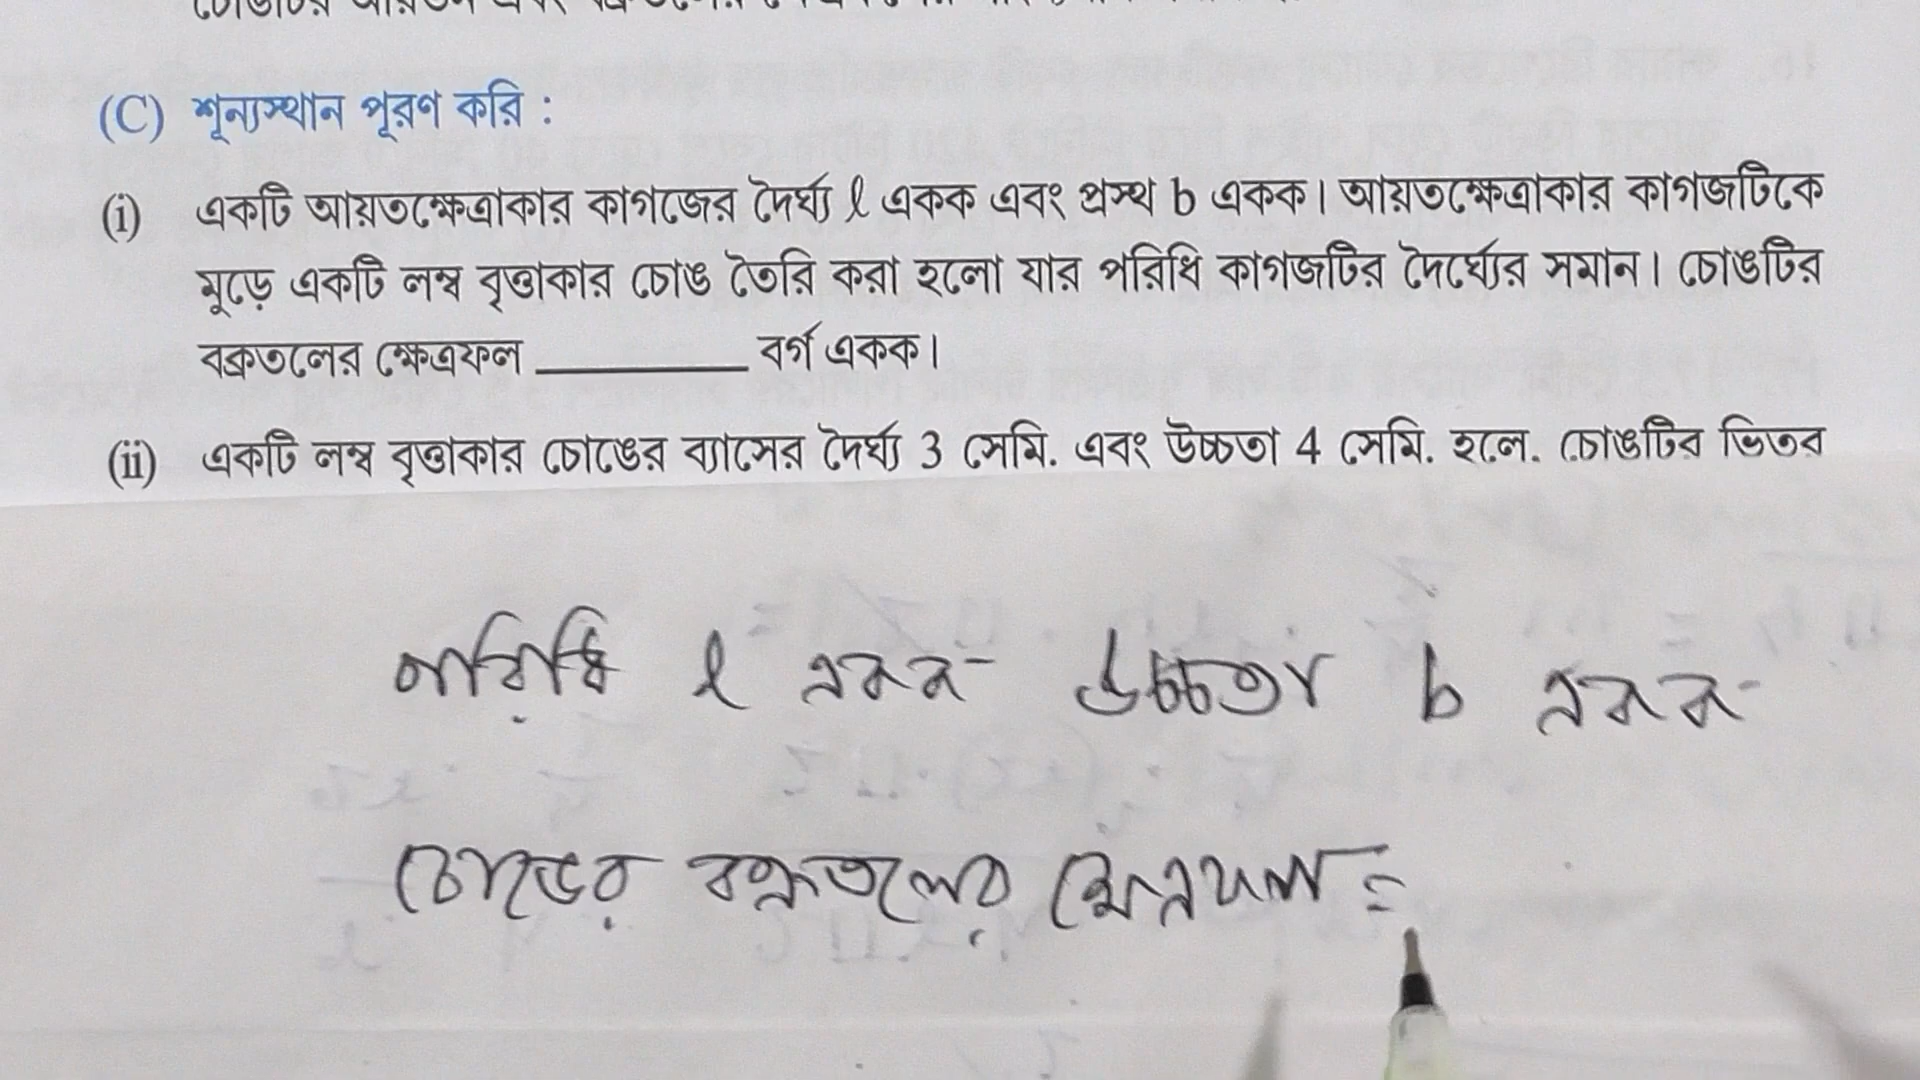 (C) শূন্যস্থান পূরণ করি :
(i) একটি আয়তক্ষেত্রাকার কাগজের দৈর্ঘ্য l একক এবং প্রস্থ b একক। আয়তক্ষেত্রাকার কাগজটিকে
মুড়ে একটি লম্ব বৃত্তাকার চোঙ তৈরি করা হলো যার পরিধি কাগজটির দৈর্ঘ্যের সমান। চোঙটির
বক্রতলের ক্ষেত্রফল ________ বর্গ একক।
(ii) একটি লম্ব বৃত্তাকার চোঙের ব্যাসের দৈর্ঘ্য 3 সেমি. এবং উচ্চতা 4 সেমি. হলে, চোঙটির ভিতর
পরিধি l একক উচ্চতা b একক
চোঙের বক্রতলের ক্ষেত্রফল =